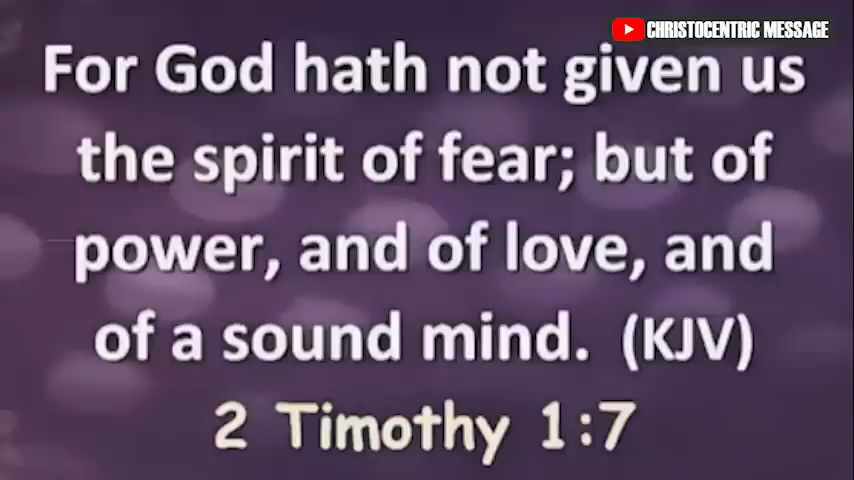 CHRISTOCENTRIC MESSAGE
For God hath not given us
the spirit of fear; but of
power, and of love, and
of a sound mind. (KJV)
2 Timothy 1:7